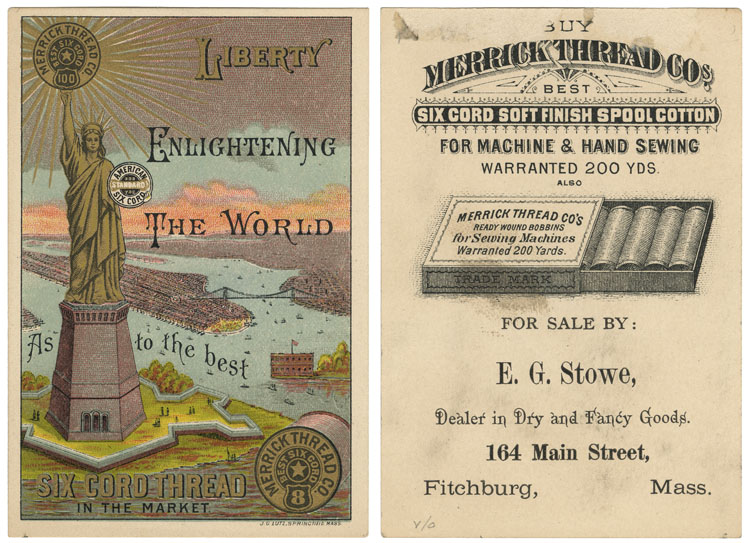 MERRICK THREAD CO.
BEST SIX CORD
100
LIBERTY
ENLIGHTENING
AMERICAN
STANDARD
SIX CORD
THE WORLD
As to the best
MERRICK THREAD CO.
BEST SIX CORD
8
SIX CORD THREAD
IN THE MARKET
J.C. LUTZ, SPRINGFIELD MASS.
BUY
MERRICK THREAD COs
BEST
SIX CORD SOFT FINISH SPOOL COTTON
FOR MACHINE & HAND SEWING
WARRANTED 200 YDS.
ALSO
MERRICK THREAD CO'S
READY WOUND BOBBINS
for Sewing Machines
Warranted 200 Yards.
TRADE MARK
FOR SALE BY:
E. G. Stowe,
Dealer in Dry and Fancy Goods.
164 Main Street,
Fitchburg, Mass.
v/o